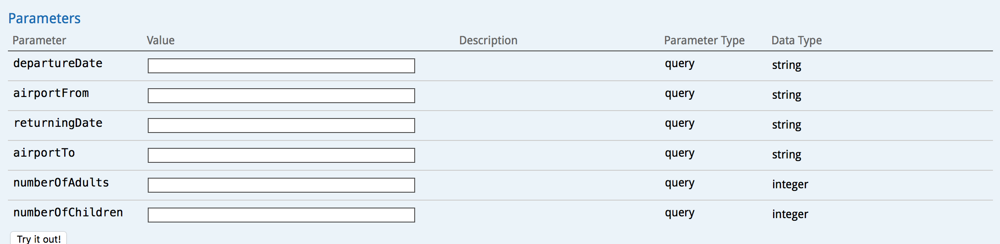 Parameters
Parameter Value Description Parameter Type Data Type
departureDate query string
airportFrom query string
returningDate query string
airportTo query string
numberOfAdults query integer
numberOfChildren query integer
Try it out!